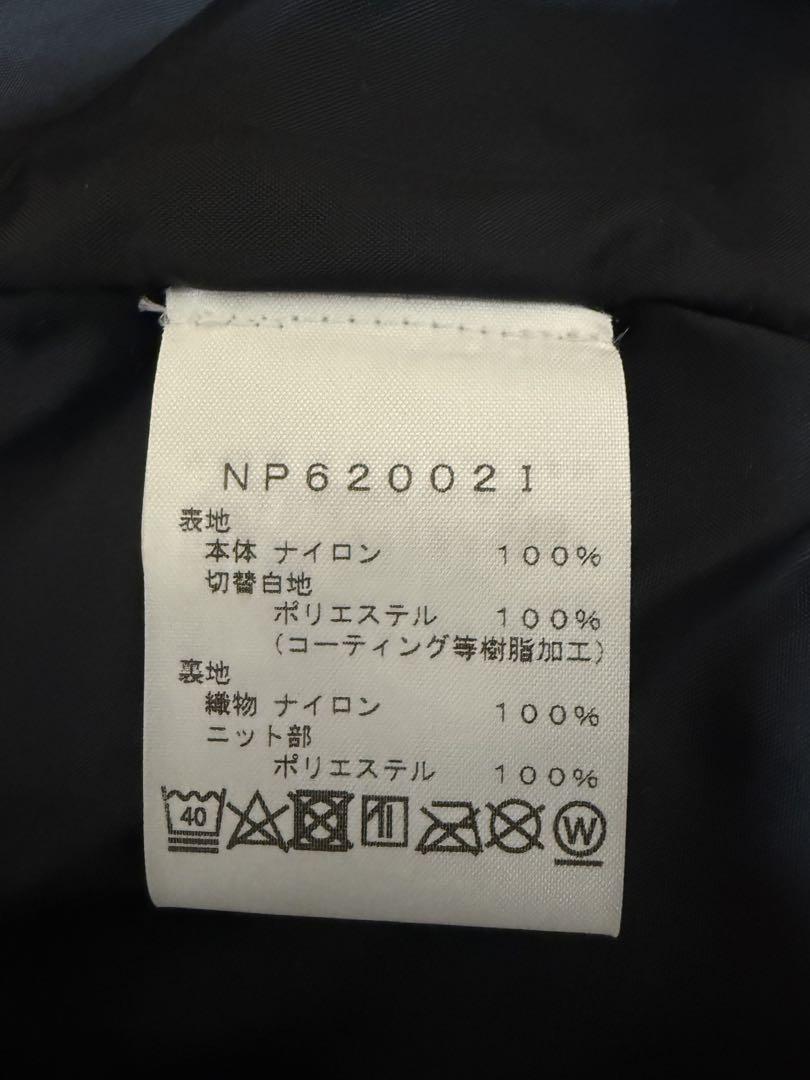 NP62002I
表地
本体 ナイロン 100%
切替白地
ポリエステル 100%
(コーティング等樹脂加工)
裏地
織物 ナイロン 100%
ニット部
ポリエステル 100%
40 W